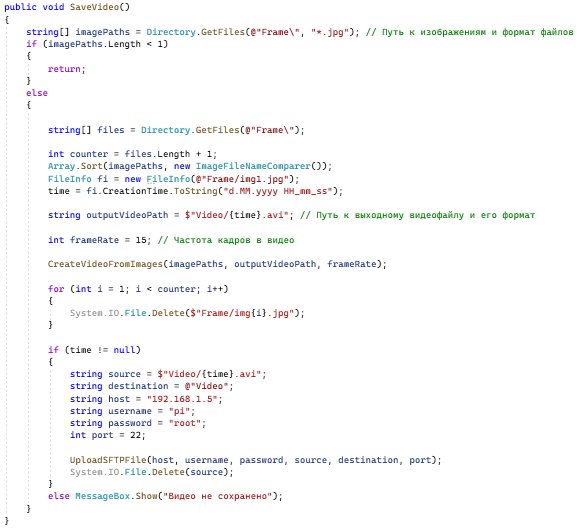 public void SaveVideo()
{
    string[] imagePaths = Directory.GetFiles(@"Frame\", "*.jpg"); // Путь к изображениям и формат файлов
    if (imagePaths.Length < 1)
    {
        return;
    }
    else
    {
        string[] files = Directory.GetFiles(@"Frame\");
        int counter = files.Length + 1;
        Array.Sort(imagePaths, new ImageFileNameComparer());
        FileInfo fi = new FileInfo(@"Frame/img1.jpg");
        time = fi.CreationTime.ToString("d.MM.yyyy HH_mm_ss");
        string outputVideoPath = $"Video/{time}.avi"; // Путь к выходному видеофайлу и его формат
        int frameRate = 15; // Частота кадров в видео
        CreateVideoFromImages(imagePaths, outputVideoPath, frameRate);
        for (int i = 1; i < counter; i++)
        {
            System.IO.File.Delete($"Frame/img{i}.jpg");
        }
        if (time != null)
        {
            string source = $"Video/{time}.avi";
            string destination = @"Video";
            string host = "192.168.1.5";
            string username = "pi";
            string password = "root";
            int port = 22;
            UploadSFTPFile(host, username, password, source, destination, port);
            System.IO.File.Delete(source);
        }
        else MessageBox.Show("Видео не сохранено");
    }
}